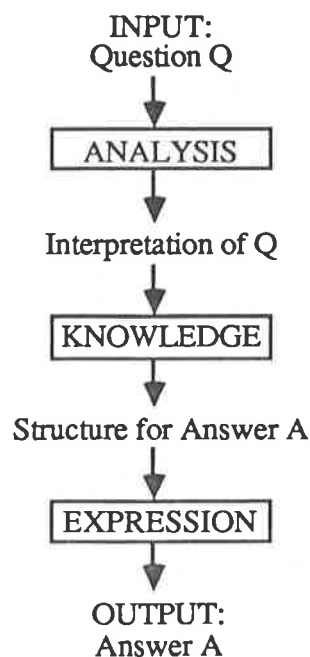 INPUT:
Question Q
ANALYSIS
Interpretation of Q
KNOWLEDGE
Structure for Answer A
EXPRESSION
OUTPUT:
Answer A